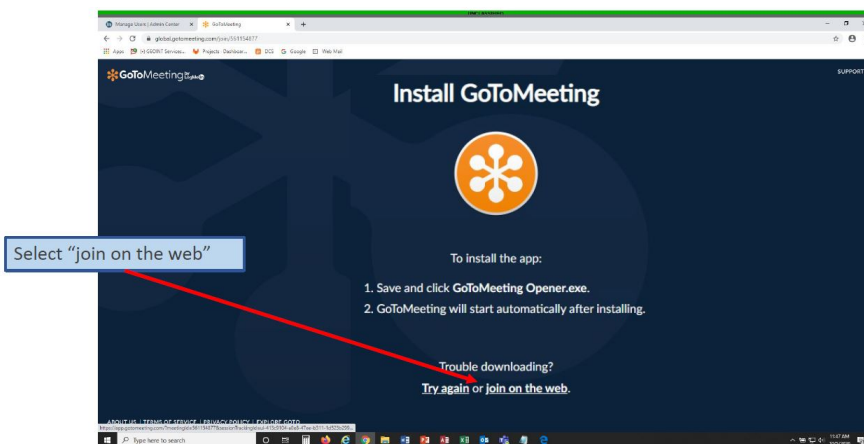 Manage Users | Admin Center
GoToMeeting
global.gotomeeting.com/join/561154877
Apps
Projects Dashboar...
DCS
Google
Web Mail
GoToMeeting
SUPPORT
Install GoToMeeting
Select “join on the web”
To install the app:
1. Save and click GoToMeeting Opener.exe.
2. GoToMeeting will start automatically after installing.
Trouble downloading?
Try again or join on the web.
ABOUT US | TERMS OF SERVICE | PRIVACY POLICY | EXPLORE GOTO
Type here to search
11:47 AM